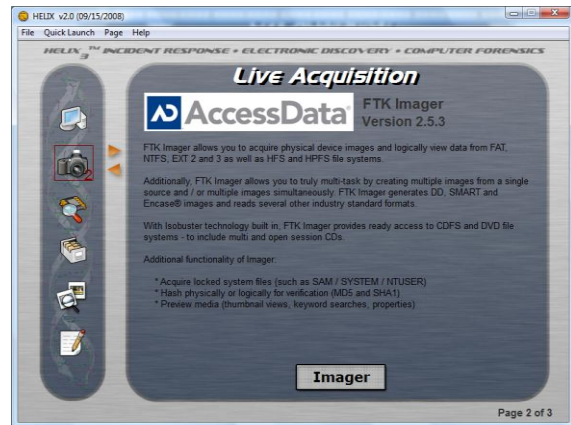 HELIX v2.0 (09/15/2008)
File Quick Launch Page Help
HELIX 3 ™ INCIDENT RESPONSE • ELECTRONIC DISCOVERY • COMPUTER FORENSICS
Live Acquisition
AccessData
FTK Imager
Version 2.5.3
FTK Imager allows you to acquire physical device images and logically view data from FAT,
NTFS, EXT 2 and 3 as well as HFS and HPFS file systems.
Additionally, FTK Imager allows you to truly multi-task by creating multiple images from a single
source and / or multiple images simultaneously. FTK Imager generates DD, SMART and
Encase® images and reads several other industry standard formats.
With Isobuster technology built in, FTK Imager provides ready access to CDFS and DVD file
systems - to include multi and open session CDs.
Additional functionality of Imager:
* Acquire locked system files (such as SAM / SYSTEM / NTUSER)
* Hash physically or logically for verification (MD5 and SHA1)
* Preview media (thumbnail views, keyword searches, properties)
2
Imager
Page 2 of 3